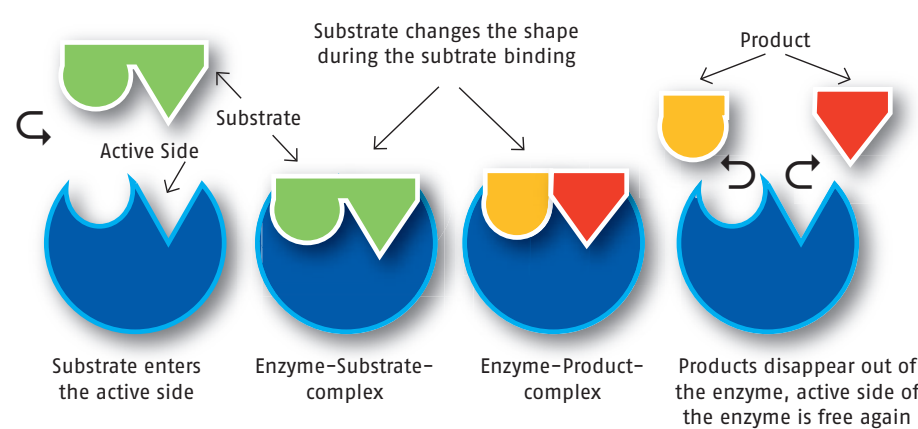 Substrate changes the shape
during the subtrate binding
Product
Substrate
Active Side
Substrate enters
the active side
Enzyme-Substrate-
complex
Enzyme-Product-
complex
Products disappear out of
the enzyme, active side of
the enzyme is free again